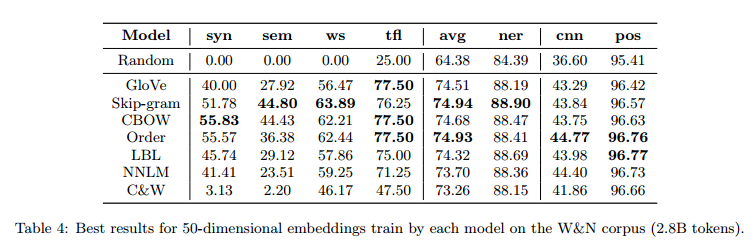 Model syn sem ws tfl avg ner cnn pos
Random 0.00 0.00 0.00 25.00 64.38 84.39 36.60 95.41
GloVe 40.00 27.92 56.47 77.50 74.51 88.19 43.29 96.42
Skip-gram 51.78 44.80 63.89 76.25 74.94 88.90 43.84 96.57
CBOW 55.83 44.43 62.21 77.50 74.68 88.47 43.75 96.63
Order 55.57 36.38 62.44 77.50 74.93 88.41 44.77 96.76
LBL 45.74 29.12 57.86 75.00 74.32 88.69 43.98 96.77
NNLM 41.41 23.51 59.25 71.25 73.70 88.36 44.40 96.73
C&W 3.13 2.20 46.17 47.50 73.26 88.15 41.86 96.66
Table 4: Best results for 50-dimensional embeddings train by each model on the W&N corpus (2.8B tokens).